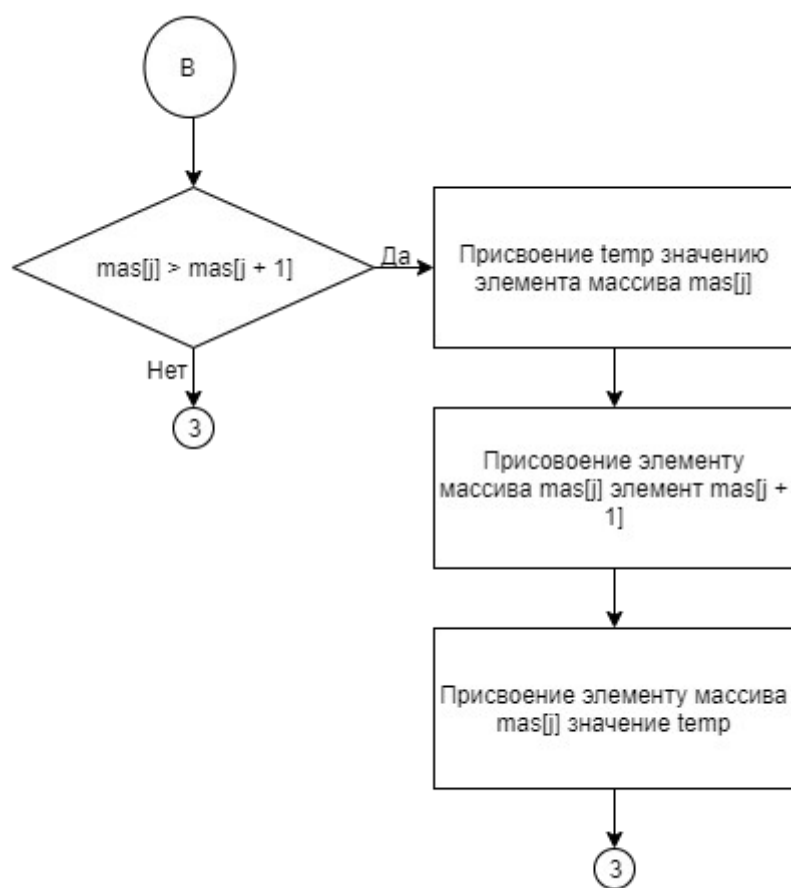 В
mas[j] > mas[j + 1]
Да
Присвоение temp значению
элемента массива mas[j]
Нет
3
Присовоение элементу
массива mas[j] элемент mas[j +
1]
Присвоение элементу массива
mas[j] значение temp
3